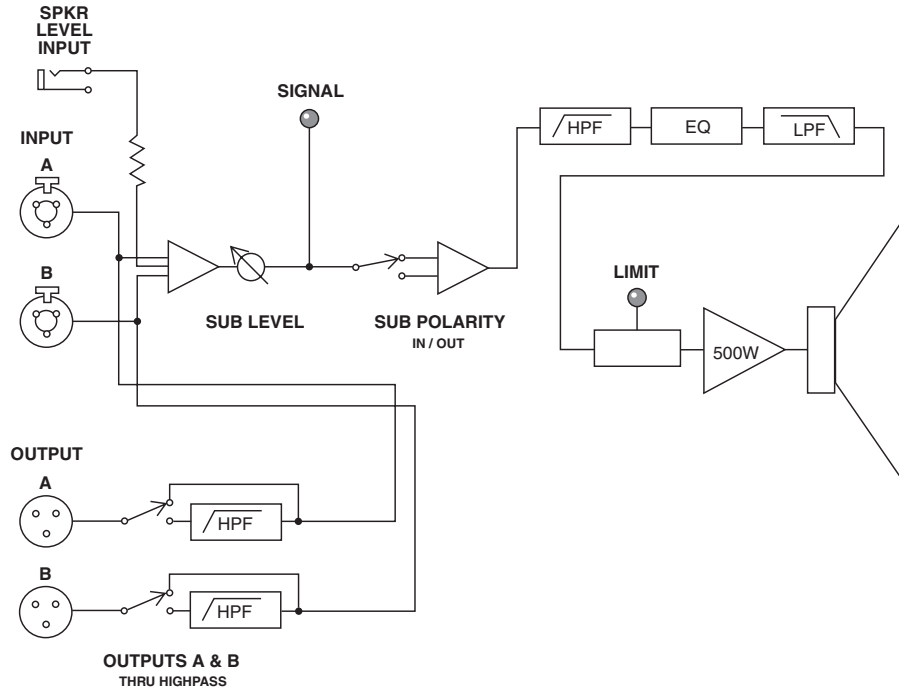 SPKR
LEVEL
INPUT
SIGNAL
INPUT
A
B
HPF
EQ
LPF
SUB LEVEL
SUB POLARITY
IN / OUT
LIMIT
500W
OUTPUT
A
HPF
B
HPF
OUTPUTS A & B
THRU HIGHPASS